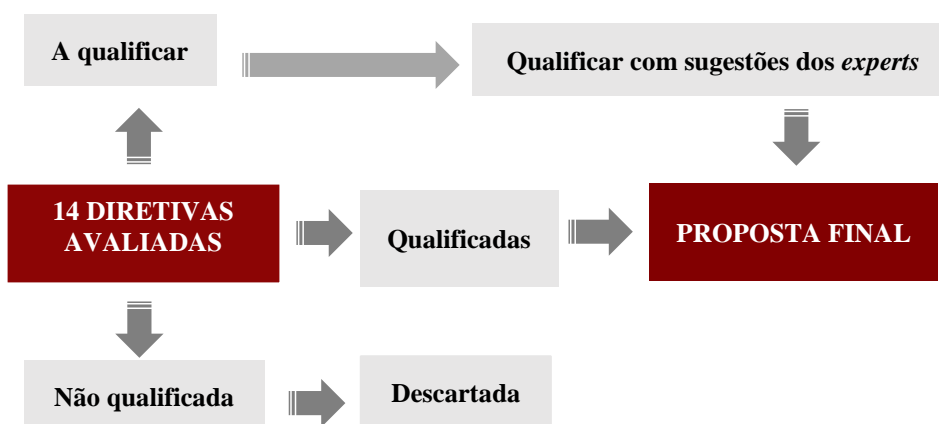 A qualificar
Qualificar com sugestões dos experts
14 DIRETIVAS
AVALIADAS
Qualificadas
PROPOSTA FINAL
Não qualificada
Descartada